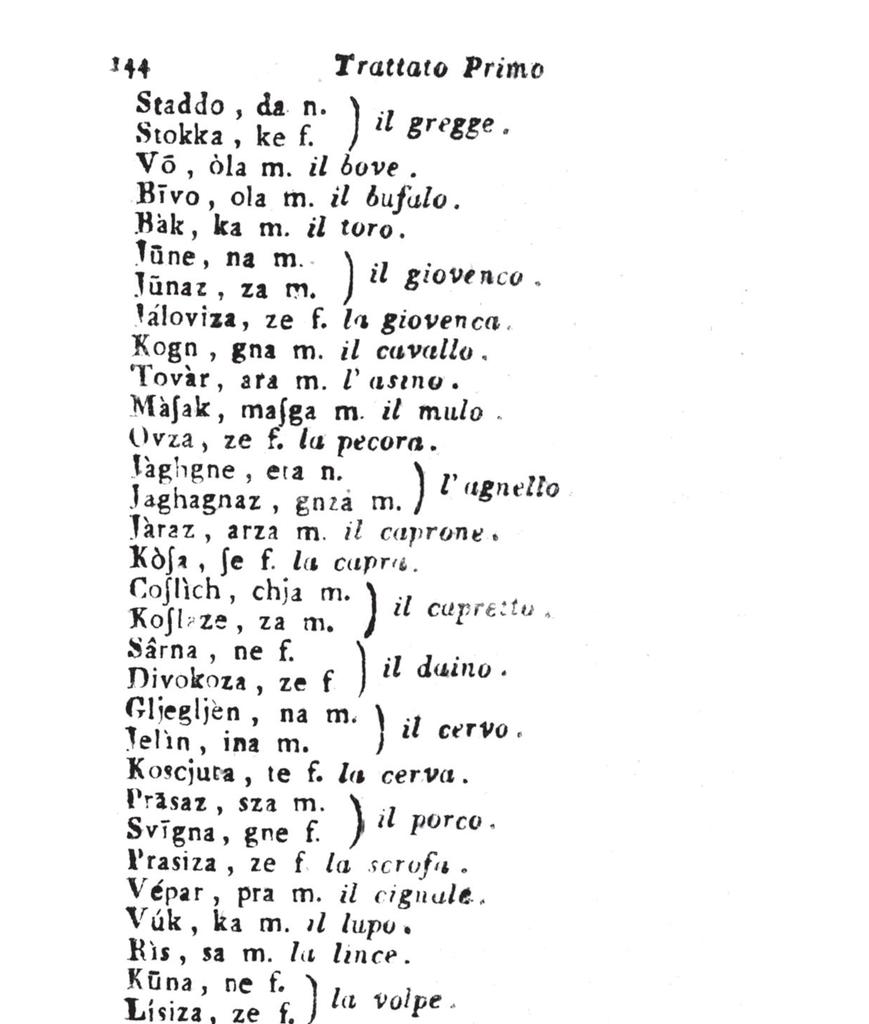 144 Trattato Primo
Staddo , da n.
Stokka , ke f. ) il gregge .
Vō , òla m. il bove .
Bīvo , ola m. il bufalo .
Bàk , ka m. il toro .
Jūne , na m.
Jūnaz , za m. ) il giovenco .
Jáloviza , ze f. la giovenca .
Kogn , gna m. il cavallo .
Tovàr , ara m. l' asino .
Màſak , maſga m. il mulo .
Ovza , ze f. la pecora .
Jàghgne , eta n.
Jaghagnaz , gnza m. ) l' agnello
Jàraz , arza m. il caprone .
Kòſa , ſe f. la capra .
Coſlìch , chja m.
Koſlaze , za m. ) il capretto .
Sârna , ne f.
Divokoza , ze f ) il daino .
Gljegljèn , na m.
Jelìn , ina m. ) il cervo .
Koscjuta , te f. la cerva .
Prāsaz , sza m.
Svīgna , gne f. ) il porco .
Prasiza , ze f. la scrofa .
Vépar , pra m. il cignale .
Vúk , ka m. il lupo .
Rìs , sa m. la lince .
Kūna , ne f.
Lísiza , ze f. ) la volpe .